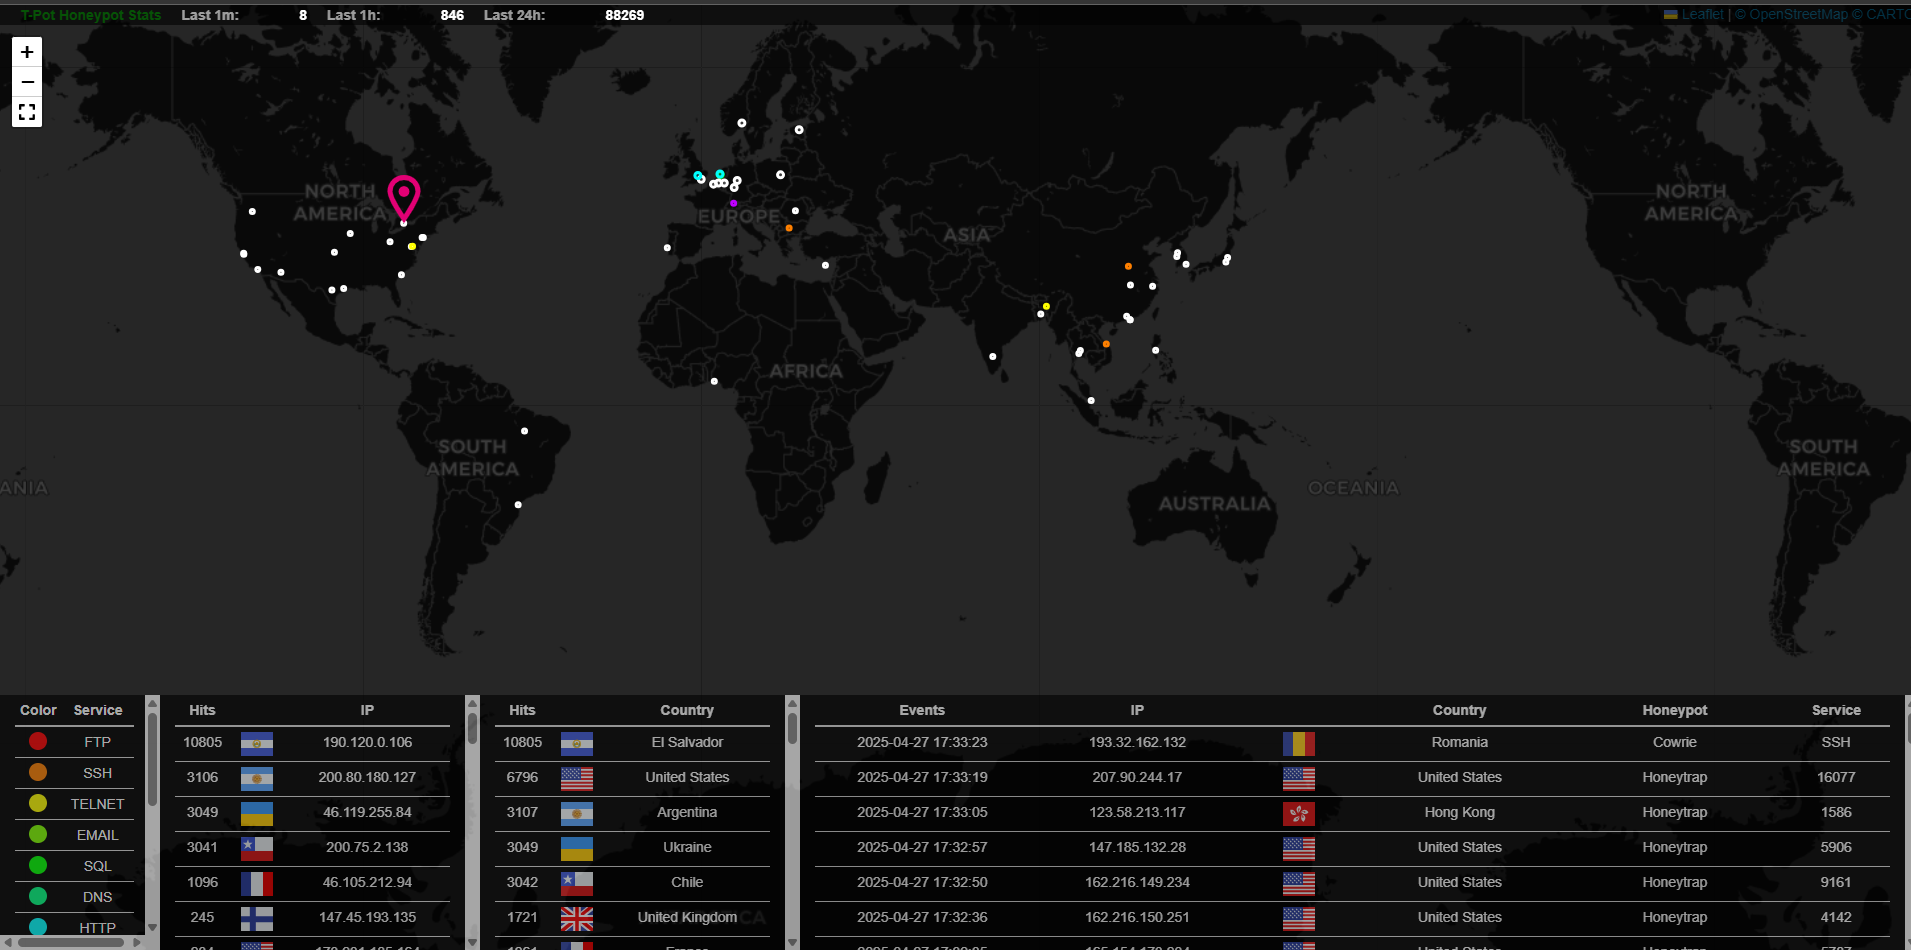 T-Pot Honeypot Stats Last 1m: 8 Last 1h: 846 Last 24h: 88269
Leaflet | © OpenStreetMap © CARTO
+
−
NORTH
AMERICA
EUROPE
ASIA
AFRICA
SOUTH
AMERICA
AUSTRALIA
OCEANIA
NORTH
AMERICA
SOUTH
AMERICA
ANIA
Color Service
FTP
SSH
TELNET
EMAIL
SQL
DNS
HTTP
Hits IP
10805 190.120.0.106
3106 200.80.180.127
3049 46.119.255.84
3041 200.75.2.138
1096 46.105.212.94
245 147.45.193.135
Hits Country
10805 El Salvador
6796 United States
3107 Argentina
3049 Ukraine
3042 Chile
1721 United Kingdom
Events IP Country Honeypot Service
2025-04-27 17:33:23 193.32.162.132 Romania Cowrie SSH
2025-04-27 17:33:19 207.90.244.17 United States Honeytrap 16077
2025-04-27 17:33:05 123.58.213.117 Hong Kong Honeytrap 1586
2025-04-27 17:32:57 147.185.132.28 United States Honeytrap 5906
2025-04-27 17:32:50 162.216.149.234 United States Honeytrap 9161
2025-04-27 17:32:36 162.216.150.251 United States Honeytrap 4142